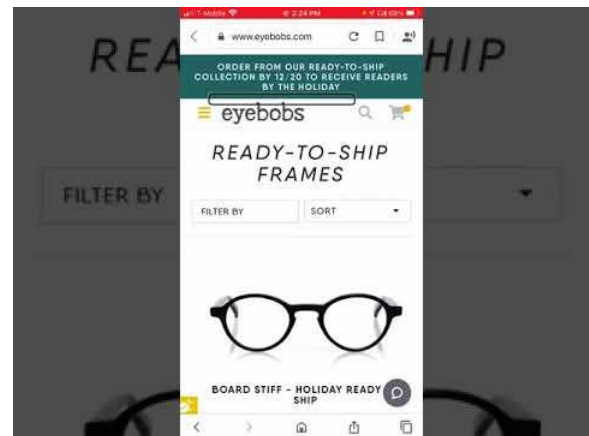 T-Mobile
2:24 PM
www.eyebobs.com
ORDER FROM OUR READY-TO-SHIP
COLLECTION BY 12/20 TO RECEIVE READERS
BY THE HOLIDAY
eyebobs
READY-TO-SHIP
FRAMES
FILTER BY
SORT
BOARD STIFF - HOLIDAY READY
SHIP
REA
HIP
FILTER BY